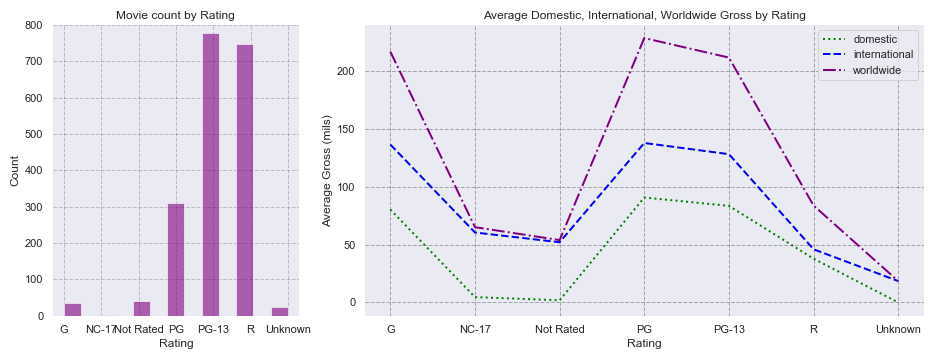 Movie count by Rating
800
700
600
500
400
300
200
100
0
Count
G NC-17 Not Rated PG PG-13 R Unknown
Rating
Average Domestic, International, Worldwide Gross by Rating
domestic
international
worldwide
200
150
100
50
0
Average Gross (mils)
G NC-17 Not Rated PG PG-13 R Unknown
Rating